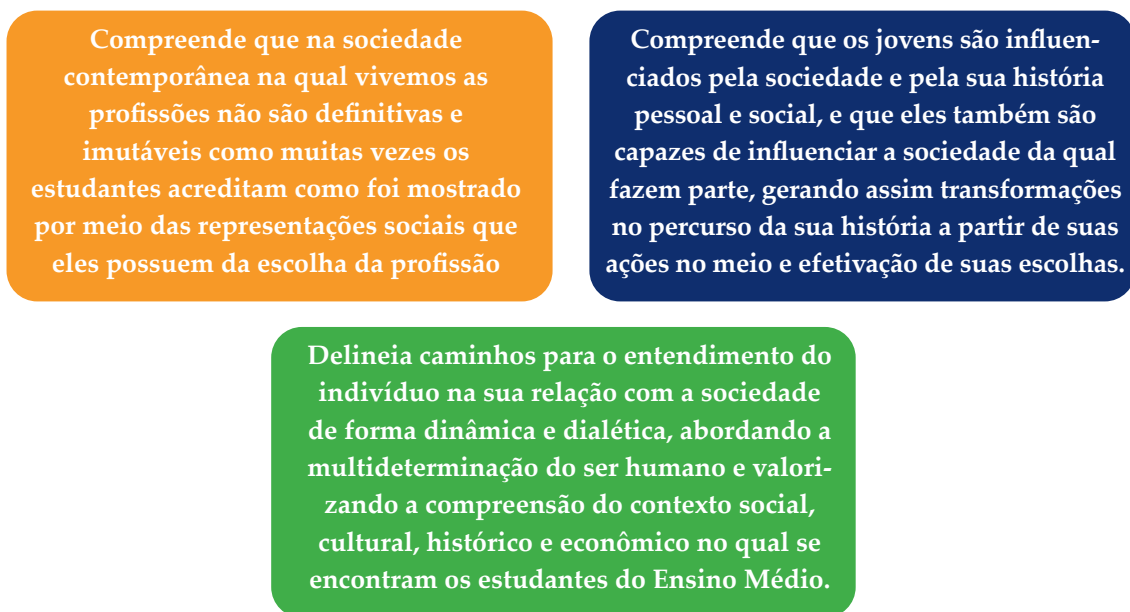 Compreende que na sociedade
contemporânea na qual vivemos as
profissões não são definitivas e
imutáveis como muitas vezes os
estudantes acreditam como foi mostrado
por meio das representações sociais que
eles possuem da escolha da profissão
Compreende que os jovens são influen-
ciados pela sociedade e pela sua história
pessoal e social, e que eles também são
capazes de influenciar a sociedade da qual
fazem parte, gerando assim transformações
no percurso da sua história a partir de suas
ações no meio e efetivação de suas escolhas.
Delineia caminhos para o entendimento do
indivíduo na sua relação com a sociedade
de forma dinâmica e dialética, abordando a
multideterminação do ser humano e valori-
zando a compreensão do contexto social,
cultural, histórico e econômico no qual se
encontram os estudantes do Ensino Médio.